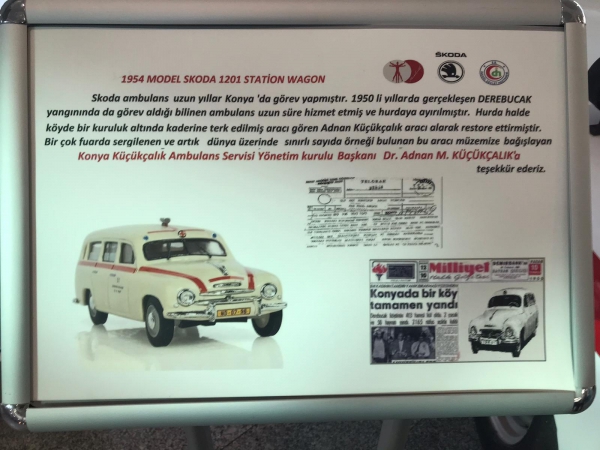 ŠKODA
1954 MODEL SKODA 1201 STATİON WAGON
Skoda ambulans uzun yıllar Konya 'da görev yapmıştır. 1950 li yıllarda gerçekleşen DEREBUCAK
yangınında da görev aldığı bilinen ambulans uzun süre hizmet etmiş ve hurdaya ayırılmıştır. Hurda halde
köyde bir kuruluk altında kaderine terk edilmiş aracı gören Adnan Küçükçalık aracı alarak restore ettirmiştir.
Bir çok fuarda sergilenen ve artık dünya üzerinde sınırlı sayıda örneği bulunan bu aracı müzemize bağışlayan
Konya Küçükçalık Ambulans Servisi Yönetim kurulu Başkanı Dr. Adnan M. KÜÇÜKÇALIK'a
teşekkür ederiz.
TELGRAF
Milliyet
Halk Gazetesi
Konyada bir köy
tamamen yandı